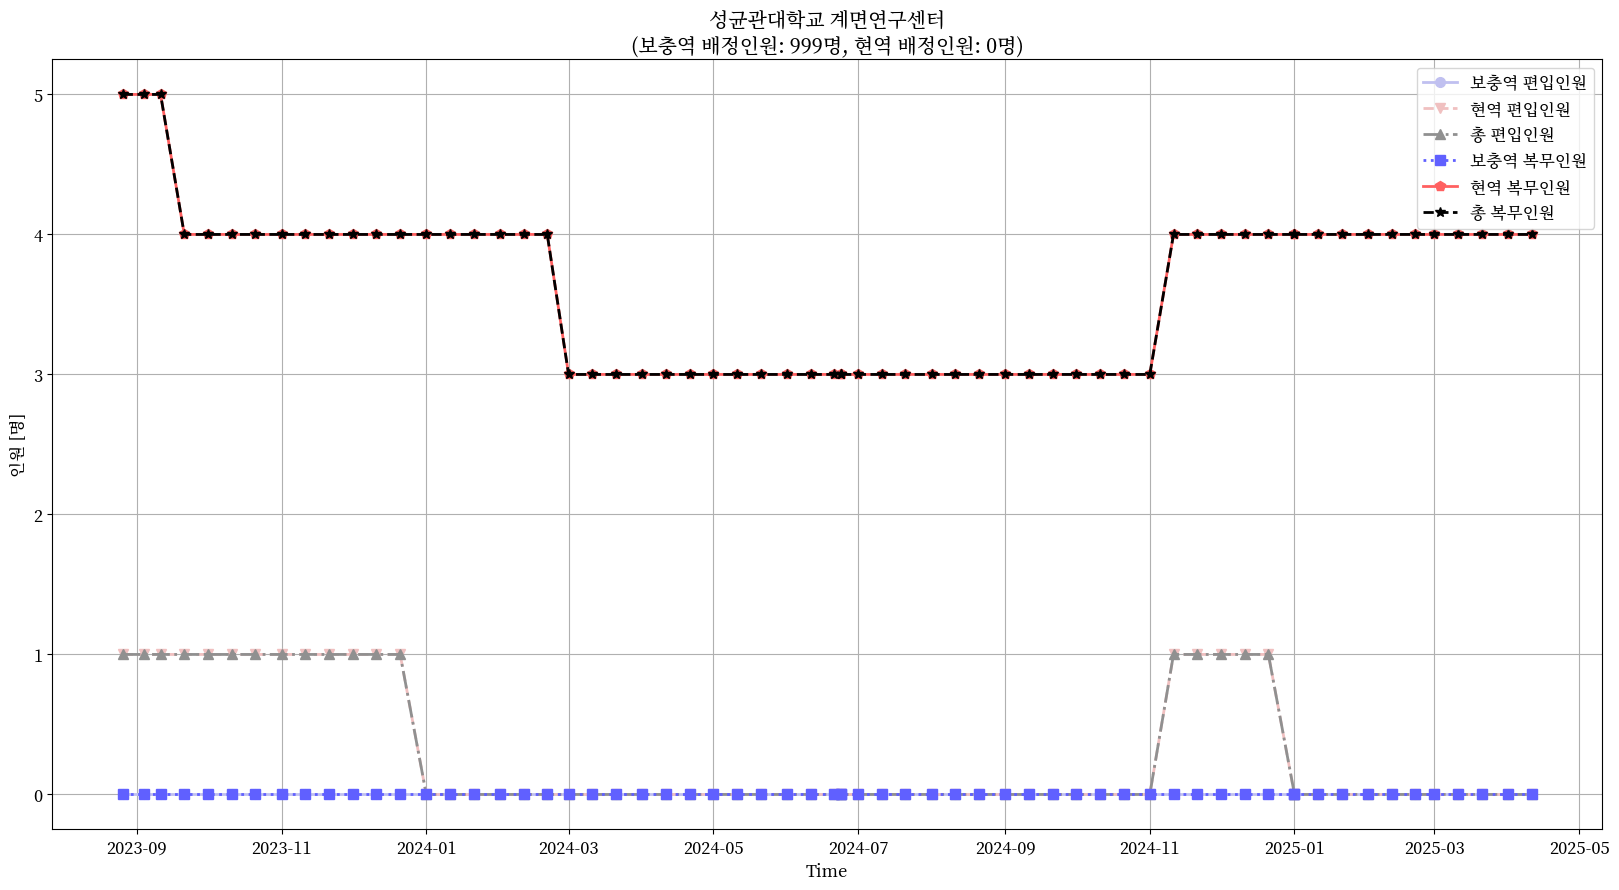 성균관대학교 계면연구센터
(보충역 배정인원: 999명, 현역 배정인원: 0명)
보충역 편입인원
현역 편입인원
총 편입인원
보충역 복무인원
현역 복무인원
총 복무인원
인원 [명]
5
4
3
2
1
0
2023-09 2023-11 2024-01 2024-03 2024-05 2024-07 2024-09 2024-11 2025-01 2025-03 2025-05
Time